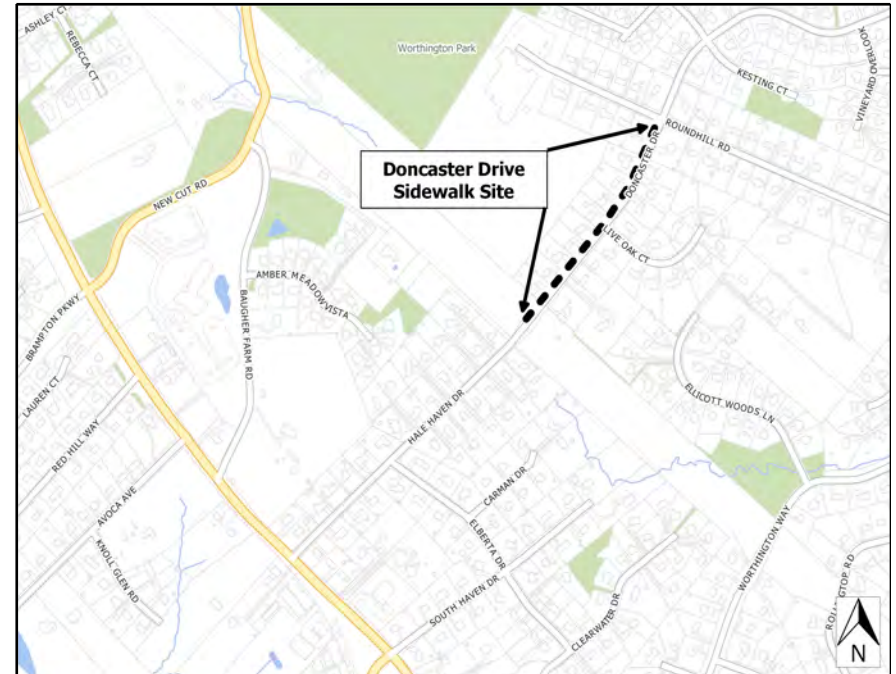 ASHLEY CT
REBECCA CT
Worthington Park
KESTING CT
VINEYARD OVERLOOK
ROUNDHILL RD
DONCASTER DR
Doncaster Drive
Sidewalk Site
NEW CUT RD
LIVE OAK CT
AMBER MEADOW VISTA
BAUGHER FARM RD
BRAMPTON PKWY
LAUREN CT
RED HILL WAY
HALE HAVEN DR
ELLICOTT WOODS LN
AVOCA AVE
CARMAN DR
ELBERTA DR
KNOLL GLEN RD
SOUTH HAVEN DR
CLEARWATER DR
WORTHINGTON WAY
N